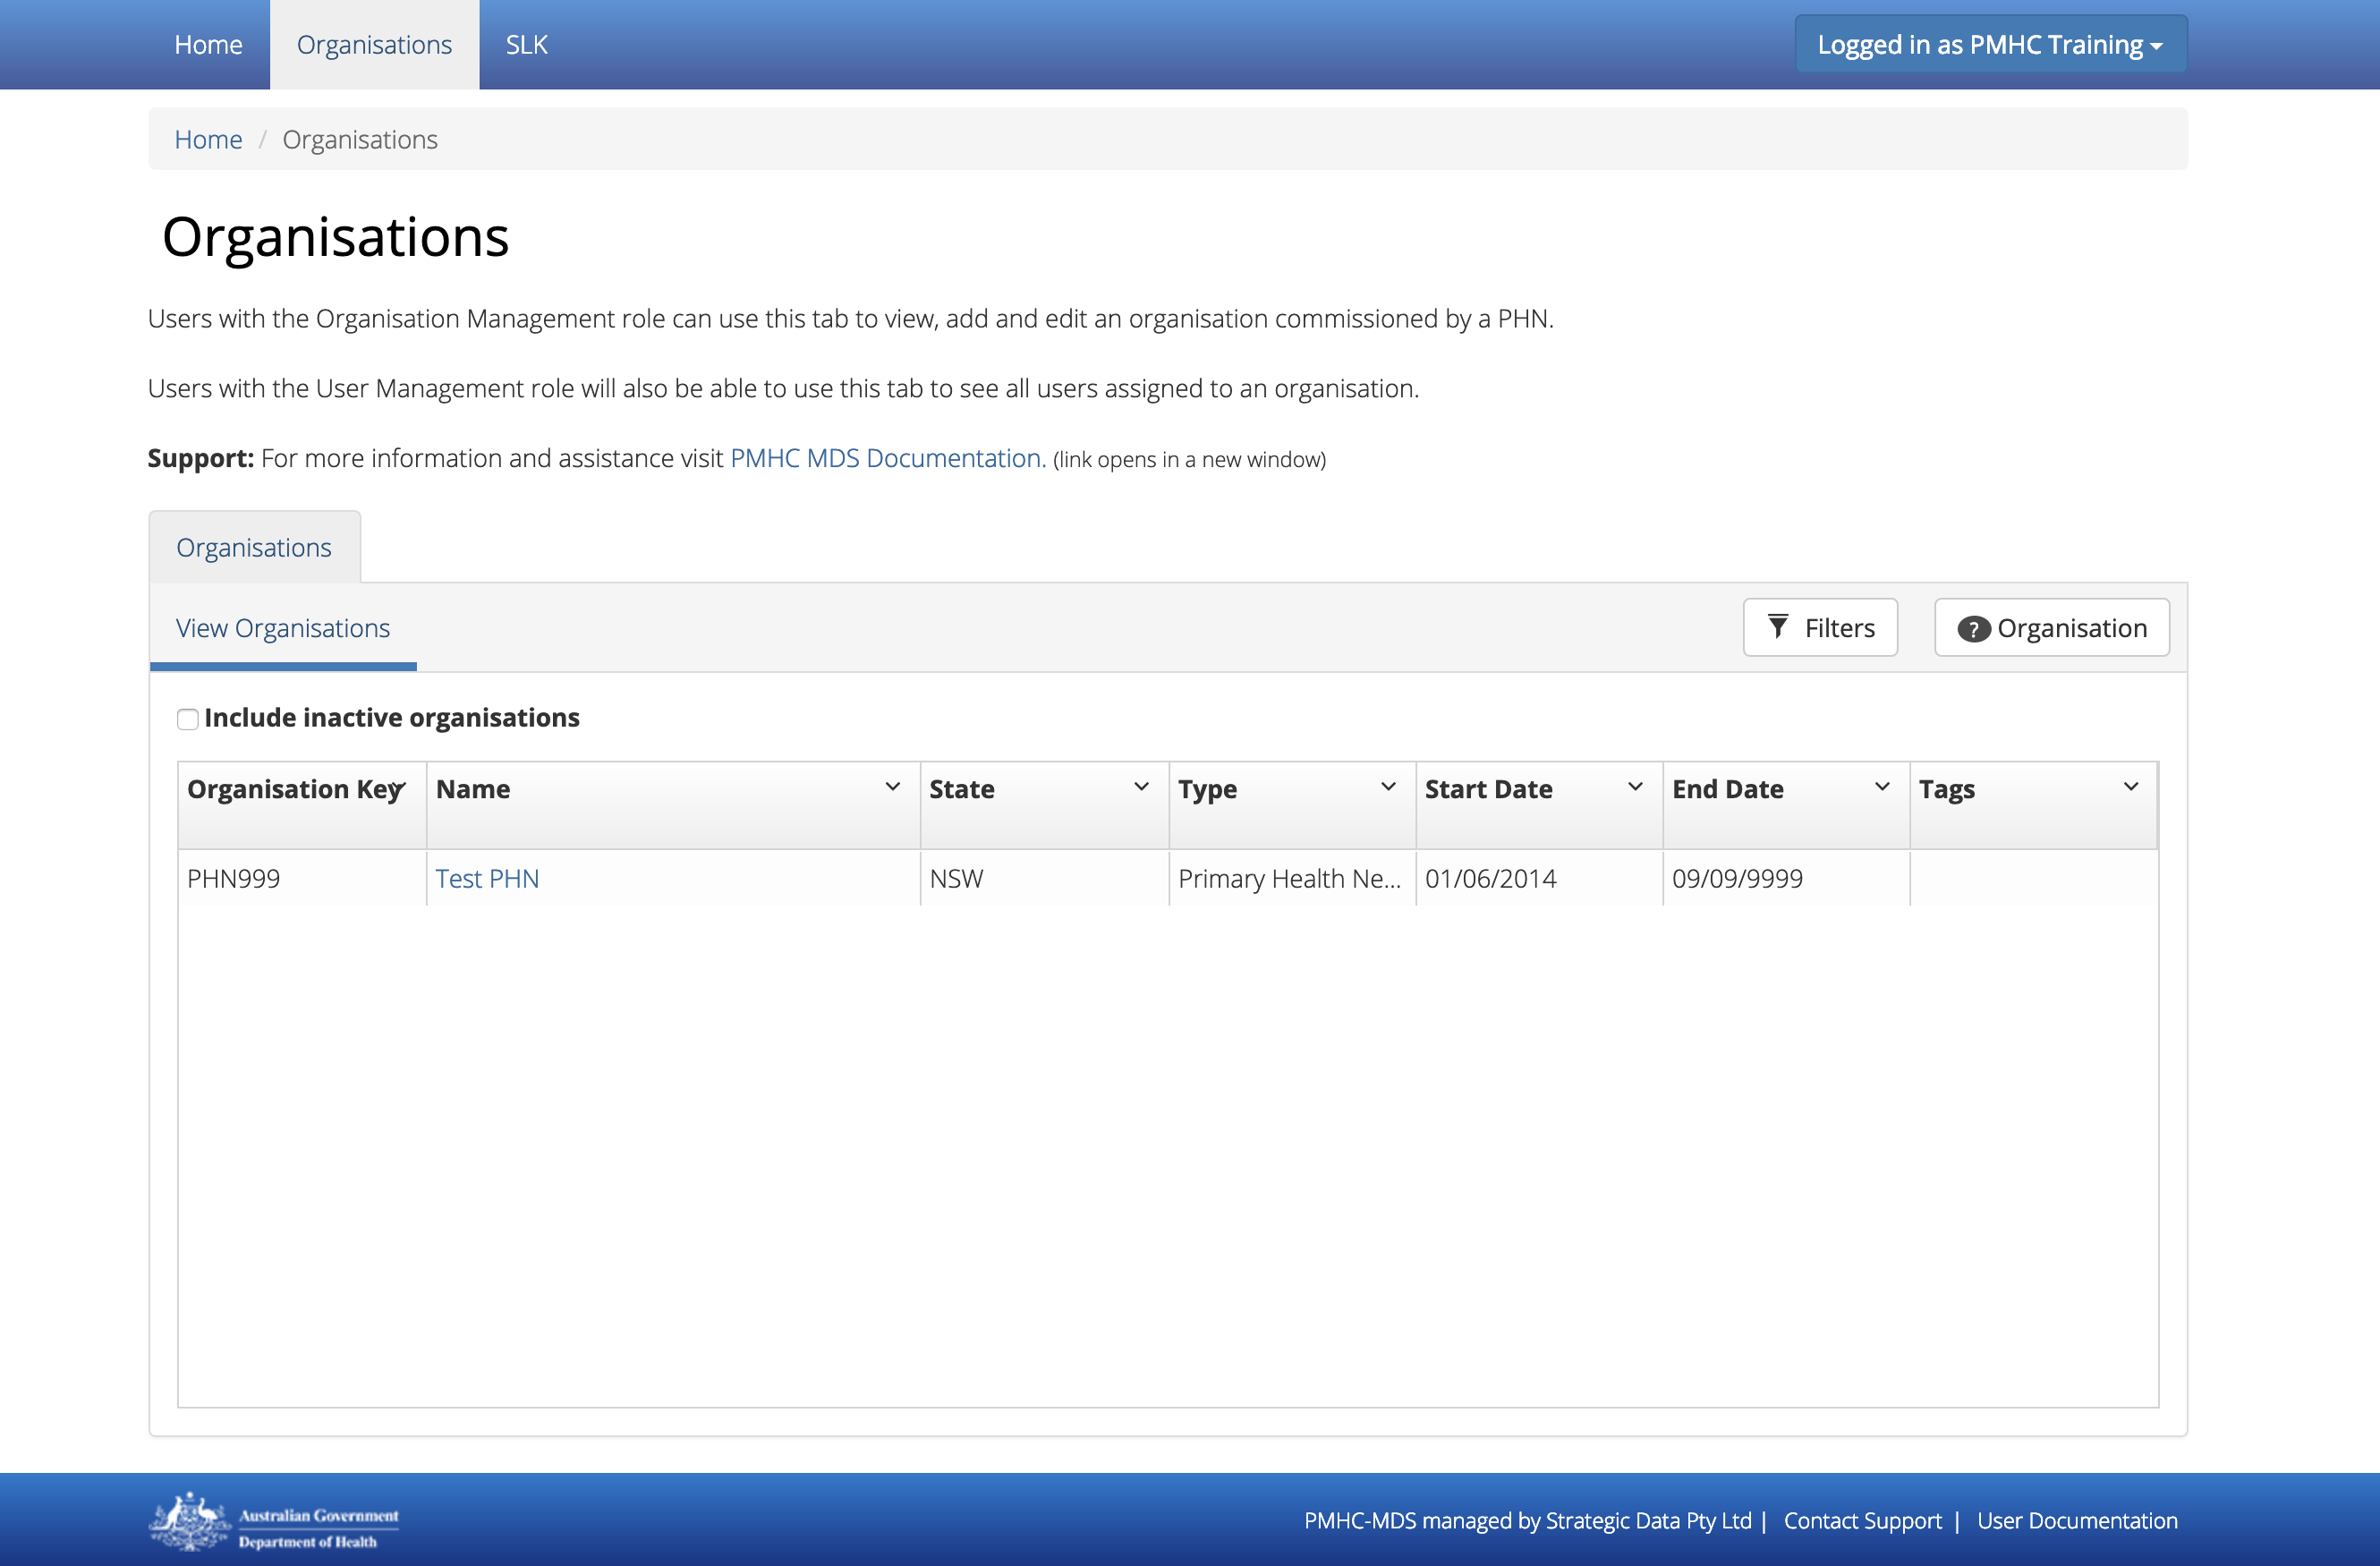 Home Organisations SLK Logged in as PMHC Training
Home / Organisations
Organisations
Users with the Organisation Management role can use this tab to view, add and edit an organisation commissioned by a PHN.
Users with the User Management role will also be able to use this tab to see all users assigned to an organisation.
Support: For more information and assistance visit PMHC MDS Documentation. (link opens in a new window)
Organisations
View Organisations Filters ? Organisation
Include inactive organisations
Organisation Key Name State Type Start Date End Date Tags
PHN999 Test PHN NSW Primary Health Ne... 01/06/2014 09/09/9999
Australian Government
Department of Health
PMHC-MDS managed by Strategic Data Pty Ltd | Contact Support | User Documentation